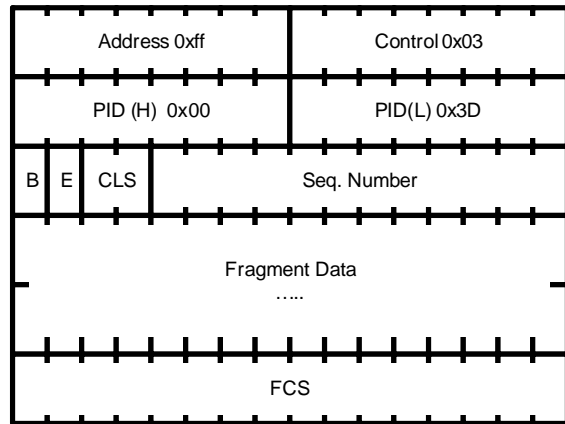 Address 0xff Control 0x03
PID (H) 0x00 PID(L) 0x3D
B E CLS Seq. Number
Fragment Data
.....
FCS